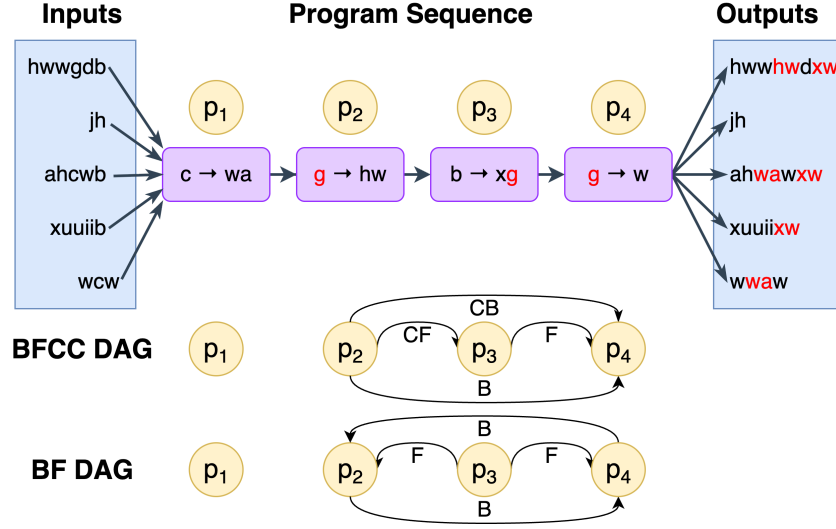 Inputs Program Sequence Outputs
hwwgdb
jh
ahcwb
xuuiib
wcw
p1 p2 p3 p4
c → wa g → hw b → xg g → w
hwwhwdxw
jh
ahwawxw
xuuiixw
wwaw
CB
CF F
BFCC DAG p1 p2 p3 p4
B
B
F F
BF DAG p1 p2 p3 p4
B